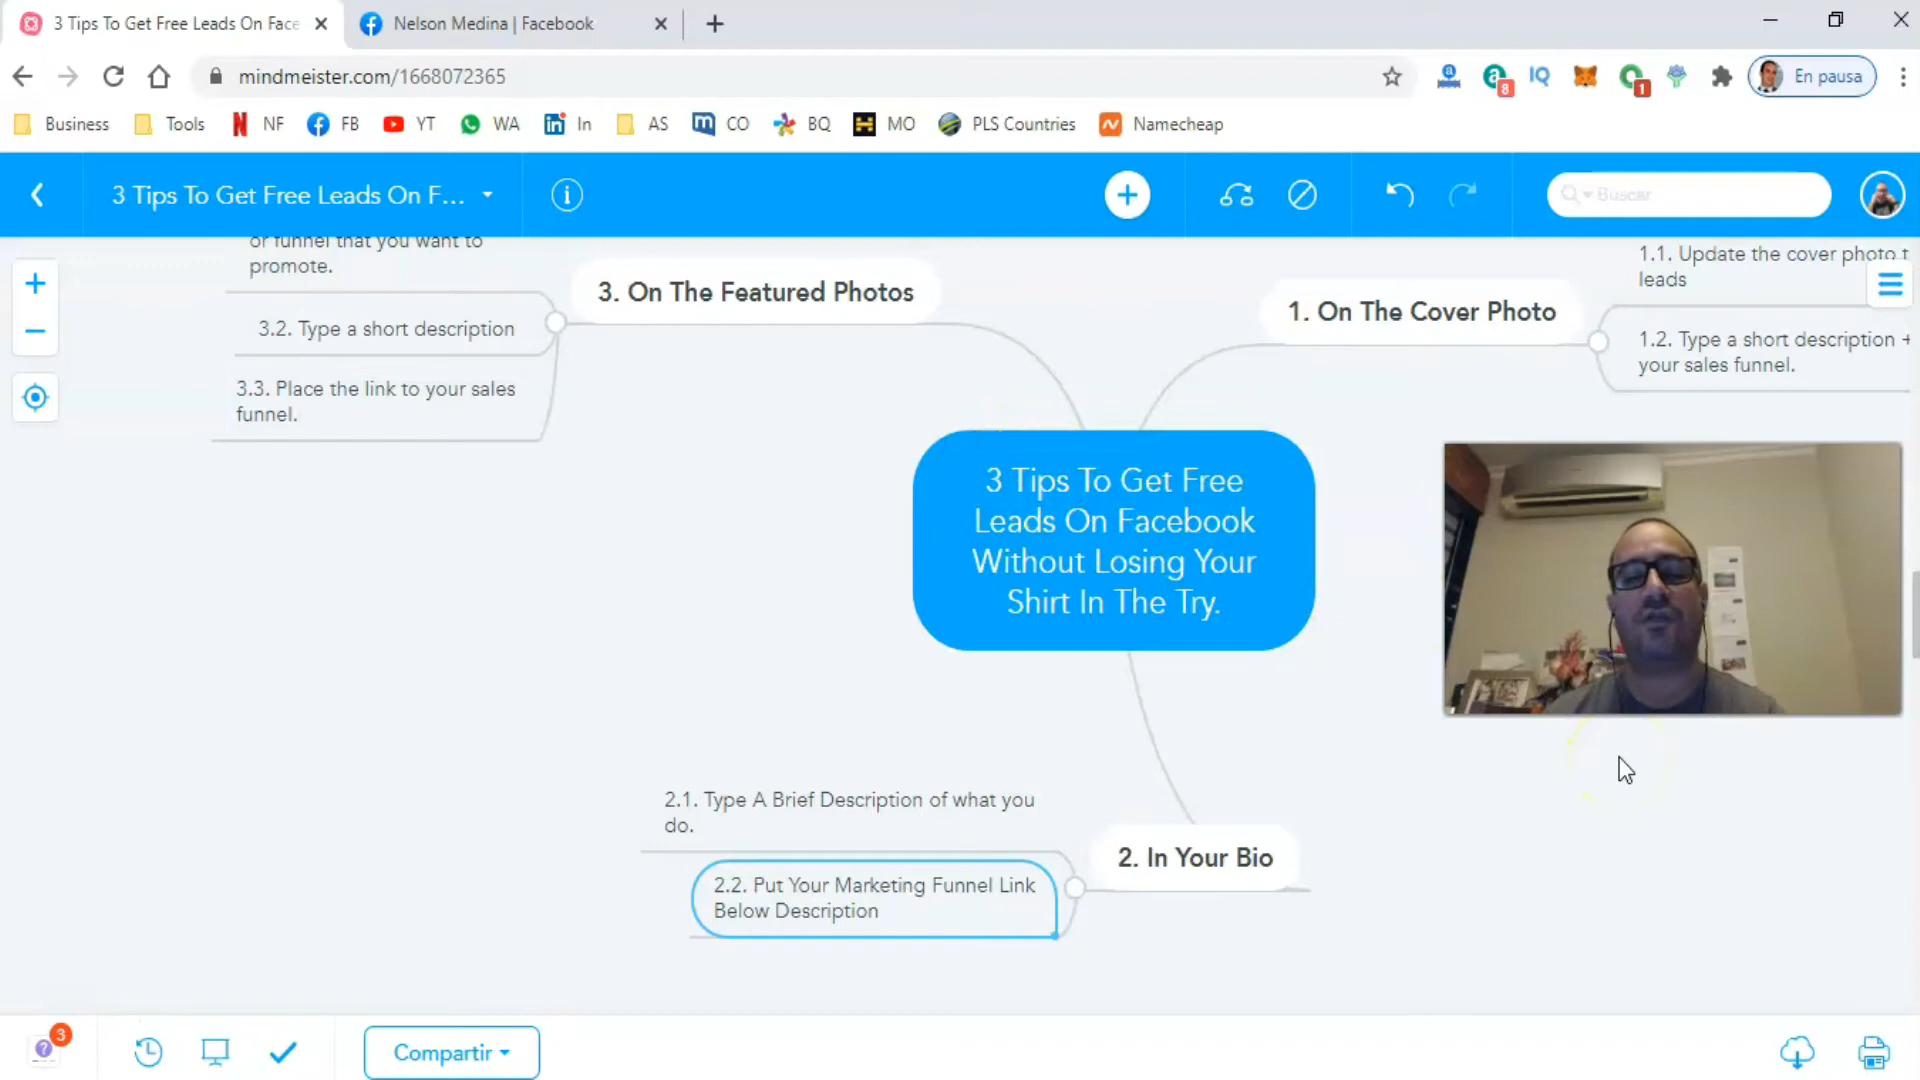 3 Tips To Get Free Leads On Face
Nelson Medina | Facebook
mindmeister.com/1668072365
8
IQ
1
En pausa
Business
Tools
NF
FB
YT
WA
In
AS
CO
BQ
MO
PLS Countries
Namecheap
3 Tips To Get Free Leads On F...
Buscar
or funnel that you want to
promote.
3.2. Type a short description
3.3. Place the link to your sales
funnel.
3. On The Featured Photos
1. On The Cover Photo
1.1. Update the cover photo t
leads
1.2. Type a short description +
your sales funnel.
3 Tips To Get Free
Leads On Facebook
Without Losing Your
Shirt In The Try.
2.1. Type A Brief Description of what you
do.
2.2. Put Your Marketing Funnel Link
Below Description
2. In Your Bio
3
Compartir